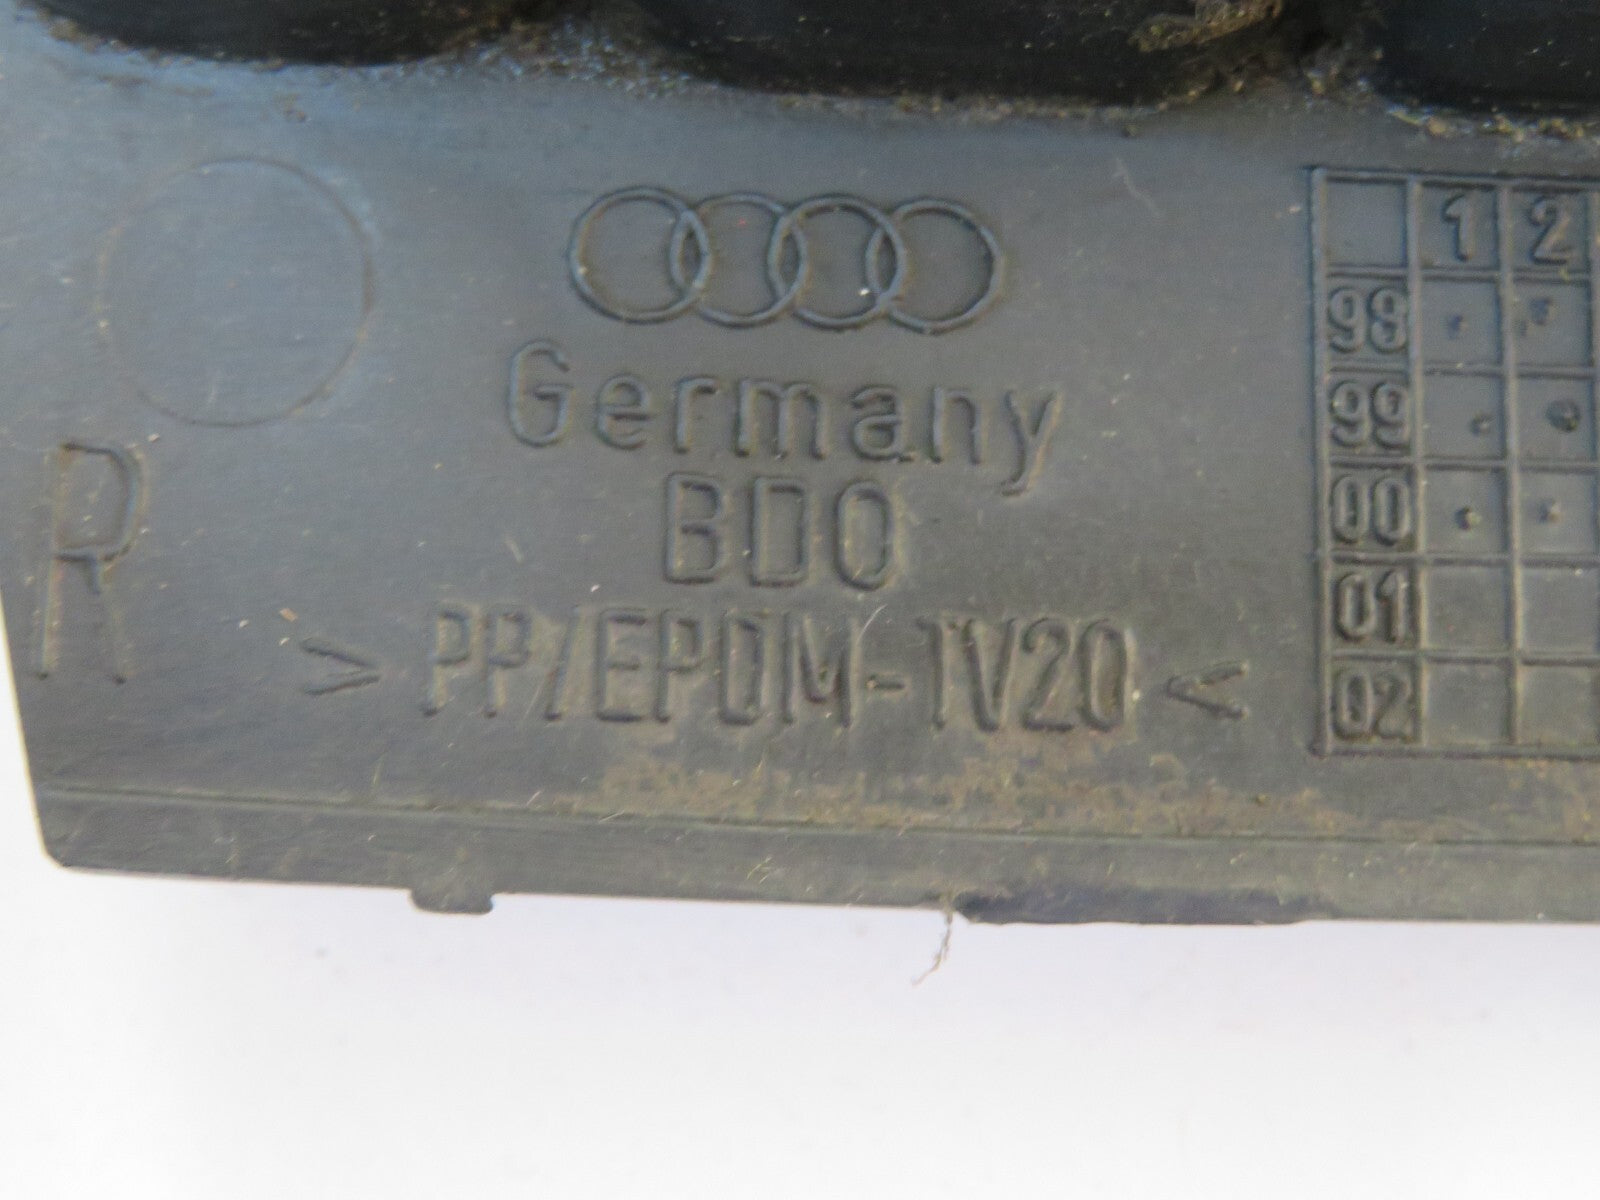 R
Germany
BDO
> PP/EPDM-TV20 <
1 2
98
99
00
01
02